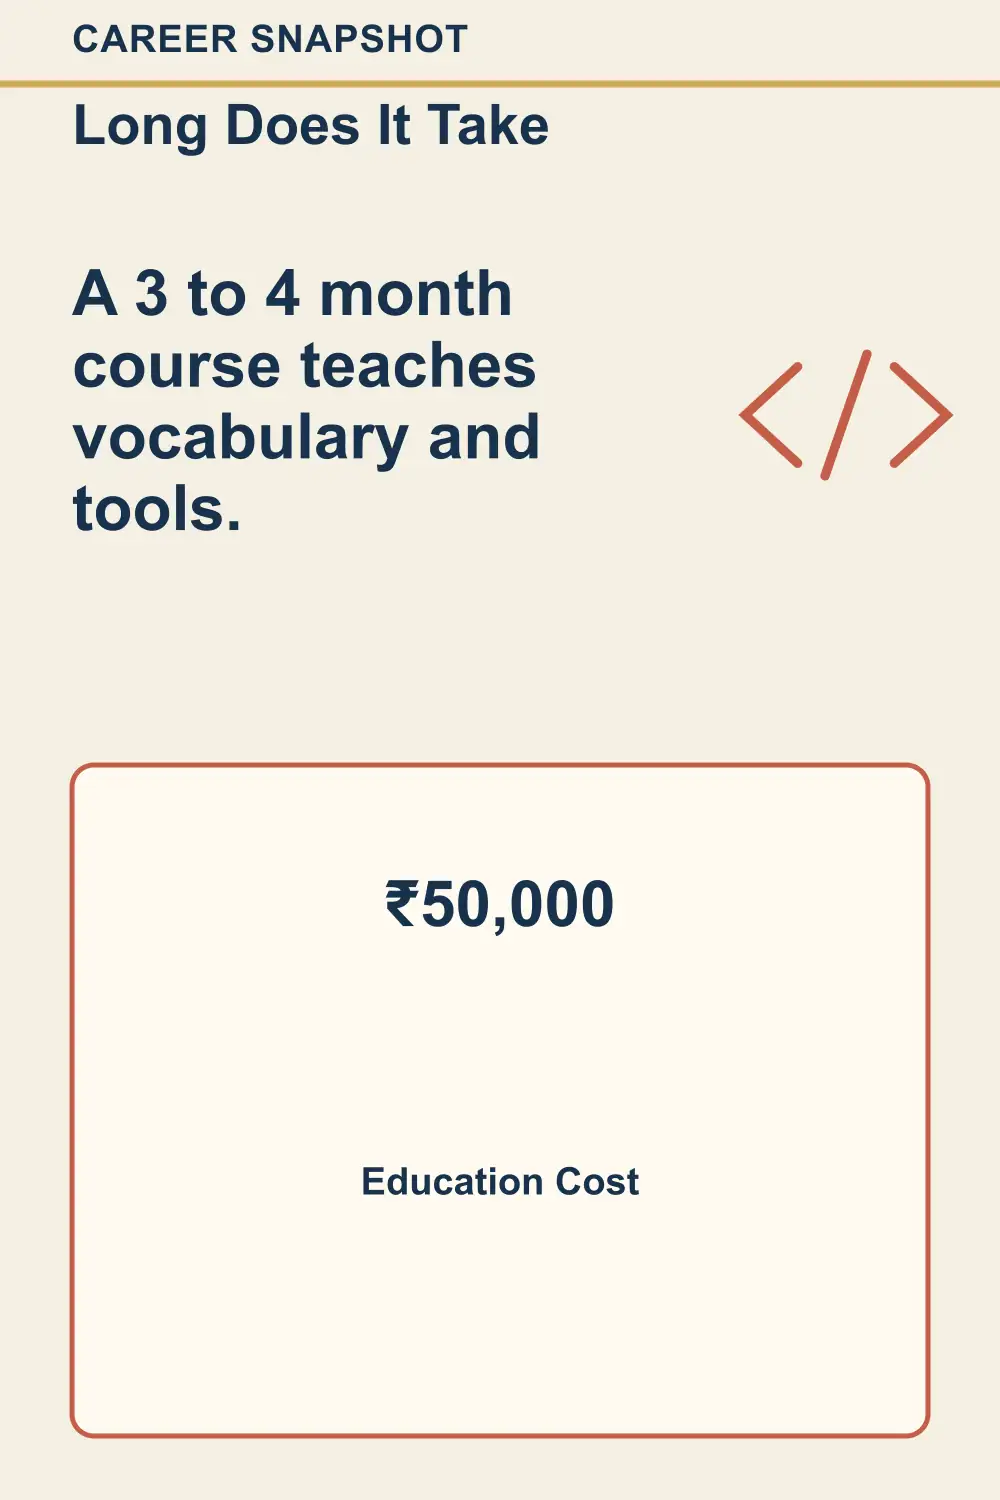 CAREER SNAPSHOT
Long Does It Take
A 3 to 4 month
course teaches
vocabulary and
tools.
₹50,000
Education Cost